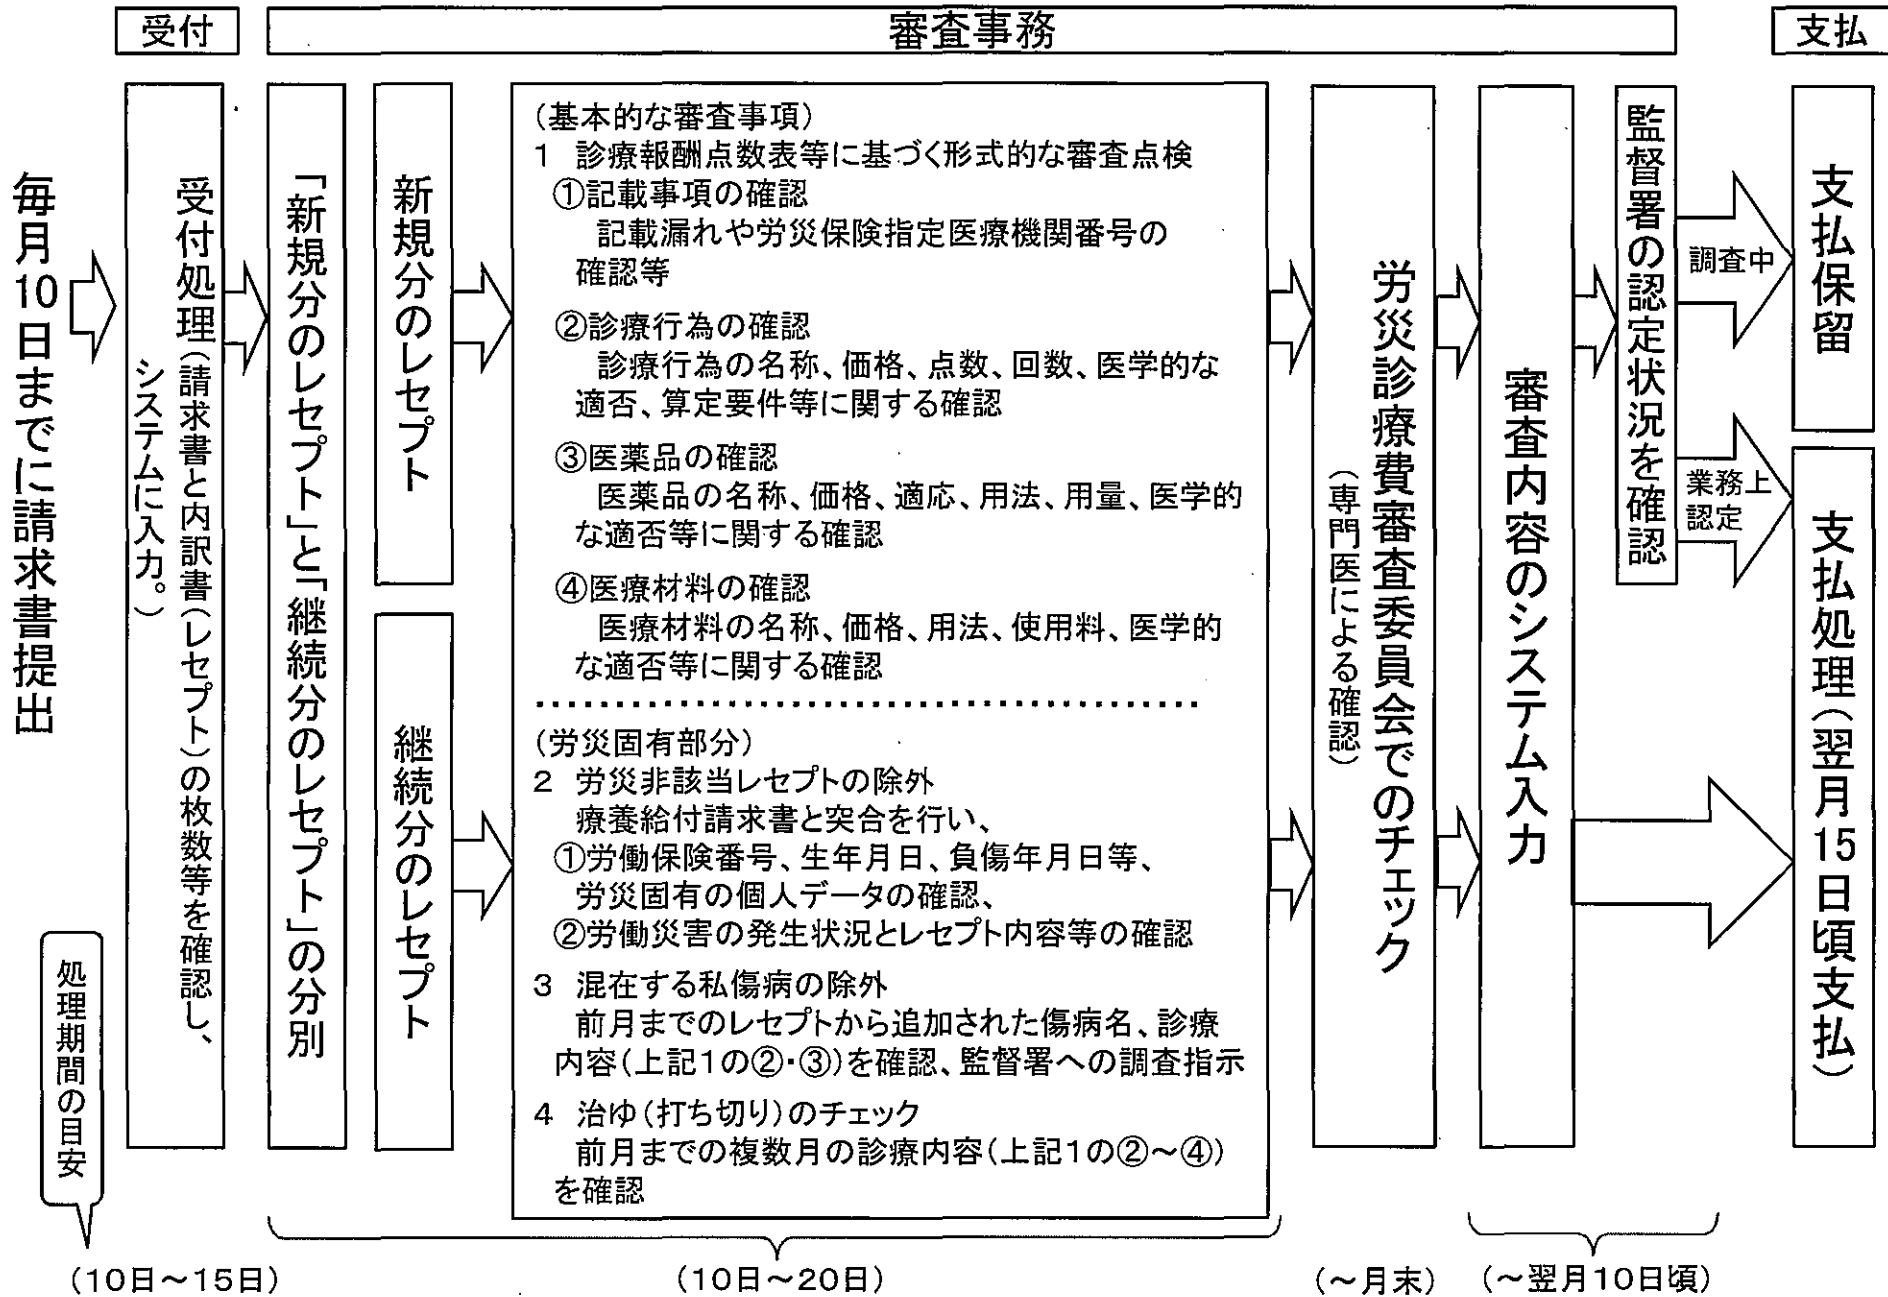 受付
審査事務
支払
毎月10日までに請求書提出
受付処理(請求書と内訳書(レセプト)の枚数等を確認し、
システムに入力。)
「新規分のレセプト」と「継続分のレセプト」の分別
新規分のレセプト
継続分のレセプト
(基本的な審査事項)
1 診療報酬点数表等に基づく形式的な審査点検
①記載事項の確認
記載漏れや労災保険指定医療機関番号の
確認等
②診療行為の確認
診療行為の名称、価格、点数、回数、医学的な
適否、算定要件等に関する確認
③医薬品の確認
医薬品の名称、価格、適応、用法、用量、医学的
な適否等に関する確認
④医療材料の確認
医療材料の名称、価格、用法、使用料、医学的
な適否等に関する確認
(労災固有部分)
2 労災非該当レセプトの除外
療養給付請求書と突合を行い、
①労働保険番号、生年月日、負傷年月日等、
労災固有の個人データの確認、
②労働災害の発生状況とレセプト内容等の確認
3 混在する私傷病の除外
前月までのレセプトから追加された傷病名、診療
内容(上記1の②・③)を確認、監督署への調査指示
4 治ゆ(打ち切り)のチェック
前月までの複数月の診療内容(上記1の②~④)
を確認
労災診療費審査委員会でのチェック
(専門医による確認)
審査内容のシステム入力
監督署の認定状況を確認
調査中
業務上
認定
支払保留
支払処理(翌月15日頃支払)
処理期間の目安
(10日~15日)
(10日~20日)
(~月末)
(~翌月10日頃)